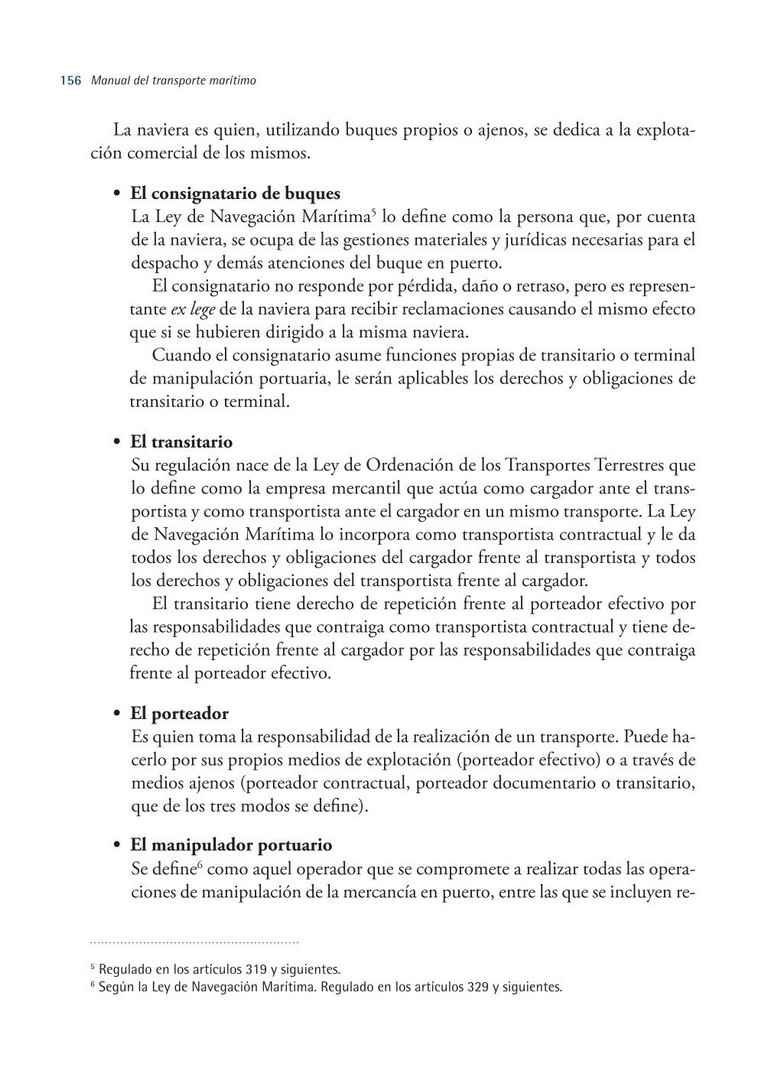 156 Manual del transporte marítimo
La naviera es quien, utilizando buques propios o ajenos, se dedica a la explota-
ción comercial de los mismos.
• El consignatario de buques
La Ley de Navegación Marítima5 lo define como la persona que, por cuenta
de la naviera, se ocupa de las gestiones materiales y jurídicas necesarias para el
despacho y demás atenciones del buque en puerto.
El consignatario no responde por pérdida, daño o retraso, pero es represen-
tante ex lege de la naviera para recibir reclamaciones causando el mismo efecto
que si se hubieren dirigido a la misma naviera.
Cuando el consignatario asume funciones propias de transitario o terminal
de manipulación portuaria, le serán aplicables los derechos y obligaciones de
transitario o terminal.
• El transitario
Su regulación nace de la Ley de Ordenación de los Transportes Terrestres que
lo define como la empresa mercantil que actúa como cargador ante el trans-
portista y como transportista ante el cargador en un mismo transporte. La Ley
de Navegación Marítima lo incorpora como transportista contractual y le da
todos los derechos y obligaciones del cargador frente al transportista y todos
los derechos y obligaciones del transportista frente al cargador.
El transitario tiene derecho de repetición frente al porteador efectivo por
las responsabilidades que contraiga como transportista contractual y tiene de-
recho de repetición frente al cargador por las responsabilidades que contraiga
frente al porteador efectivo.
• El porteador
Es quien toma la responsabilidad de la realización de un transporte. Puede ha-
cerlo por sus propios medios de explotación (porteador efectivo) o a través de
medios ajenos (porteador contractual, porteador documentario o transitario,
que de los tres modos se define).
• El manipulador portuario
Se define6 como aquel operador que se compromete a realizar todas las opera-
ciones de manipulación de la mercancía en puerto, entre las que se incluyen re-
5 Regulado en los artículos 319 y siguientes.
6 Según la Ley de Navegación Marítima. Regulado en los artículos 329 y siguientes.